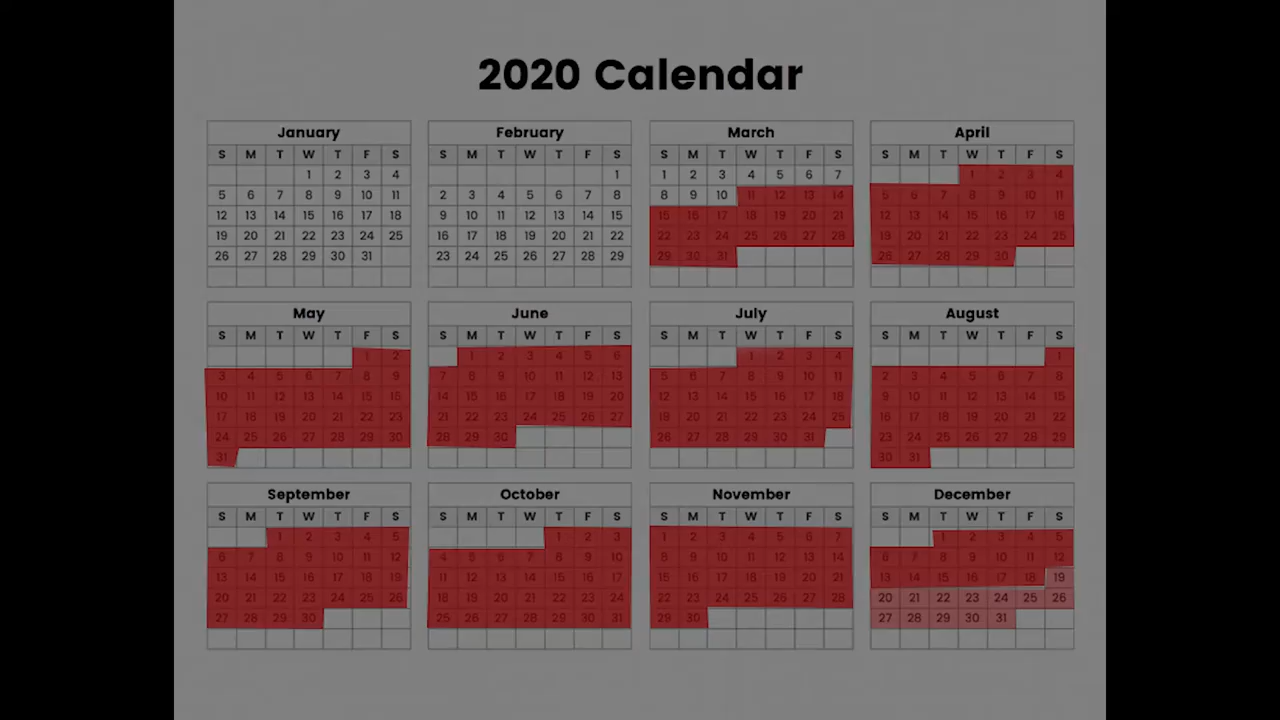 2020 Calendar
January
S M T W T F S
1 2 3 4
5 6 7 8 9 10 11
12 13 14 15 16 17 18
19 20 21 22 23 24 25
26 27 28 29 30 31
February
S M T W T F S
1
2 3 4 5 6 7 8
9 10 11 12 13 14 15
16 17 18 19 20 21 22
23 24 25 26 27 28 29
March
S M T W T F S
1 2 3 4 5 6 7
8 9 10 11 12 13 14
15 16 17 18 19 20 21
22 23 24 25 26 27 28
29 30 31
April
S M T W T F S
1 2 3 4
5 6 7 8 9 10 11
12 13 14 15 16 17 18
19 20 21 22 23 24 25
26 27 28 29 30
May
S M T W T F S
1 2
3 4 5 6 7 8 9
10 11 12 13 14 15 16
17 18 19 20 21 22 23
24 25 26 27 28 29 30
31
June
S M T W T F S
1 2 3 4 5 6
7 8 9 10 11 12 13
14 15 16 17 18 19 20
21 22 23 24 25 26 27
28 29 30
July
S M T W T F S
1 2 3 4
5 6 7 8 9 10 11
12 13 14 15 16 17 18
19 20 21 22 23 24 25
26 27 28 29 30 31
August
S M T W T F S
1
2 3 4 5 6 7 8
9 10 11 12 13 14 15
16 17 18 19 20 21 22
23 24 25 26 27 28 29
30 31
September
S M T W T F S
1 2 3 4 5
6 7 8 9 10 11 12
13 14 15 16 17 18 19
20 21 22 23 24 25 26
27 28 29 30
October
S M T W T F S
1 2 3
4 5 6 7 8 9 10
11 12 13 14 15 16 17
18 19 20 21 22 23 24
25 26 27 28 29 30 31
November
S M T W T F S
1 2 3 4 5 6 7
8 9 10 11 12 13 14
15 16 17 18 19 20 21
22 23 24 25 26 27 28
29 30
December
S M T W T F S
1 2 3 4 5
6 7 8 9 10 11 12
13 14 15 16 17 18 19
20 21 22 23 24 25 26
27 28 29 30 31